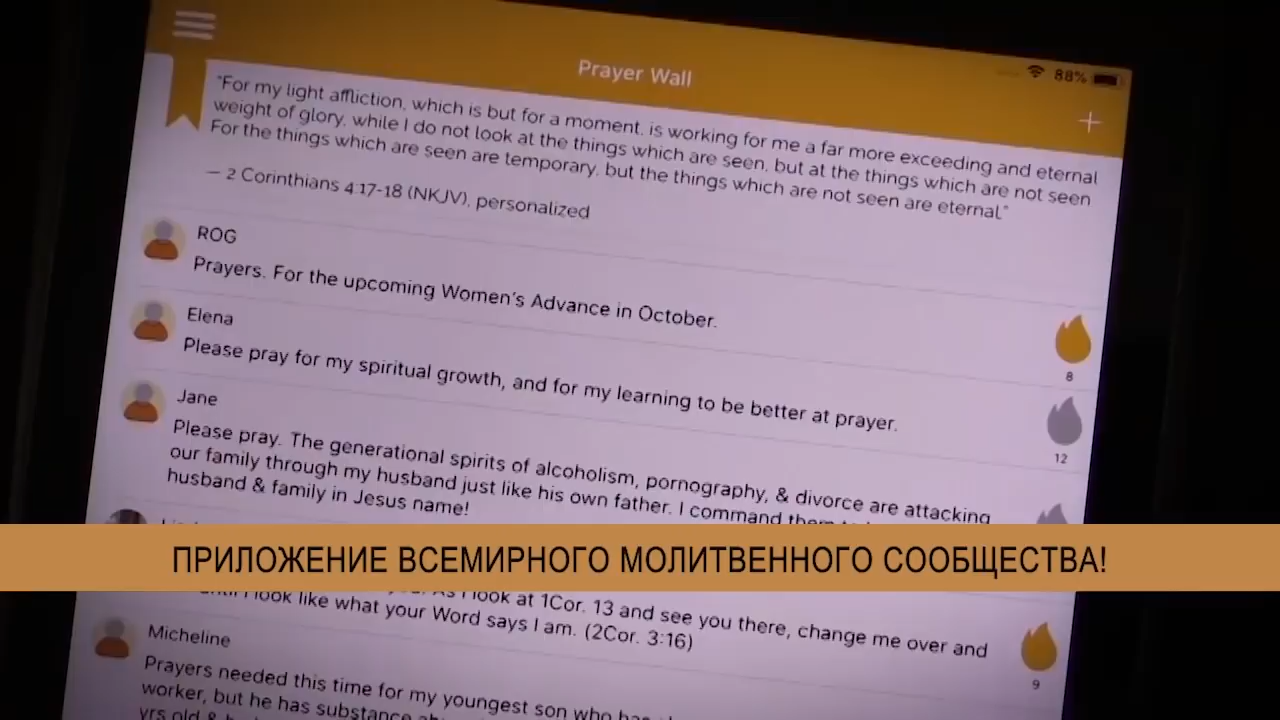 Prayer Wall
88%
"For my light affliction, which is but for a moment, is working for me a far more exceeding and eternal
weight of glory, while I do not look at the things which are seen, but at the things which are not seen
For the things which are seen are temporary, but the things which are not seen are eternal."
— 2 Corinthians 4:17-18 (NKJV), personalized
ROG
Prayers. For the upcoming Women's Advance in October.
8
Elena
Please pray for my spiritual growth, and for my learning to be better at prayer.
12
Jane
Please pray. The generational spirits of alcoholism, pornography, & divorce are attacking
our family through my husband just like his own father. I command
husband & family in Jesus name!
ПРИЛОЖЕНИЕ ВСЕМИРНОГО МОЛИТВЕННОГО СООБЩЕСТВА!
As I look at 1Cor. 13 and see you there, change me over and
I look like what your Word says I am. (2Cor. 3:16)
9
Micheline
Prayers needed this time for my youngest son who
worker, but he has substance
yrs old &